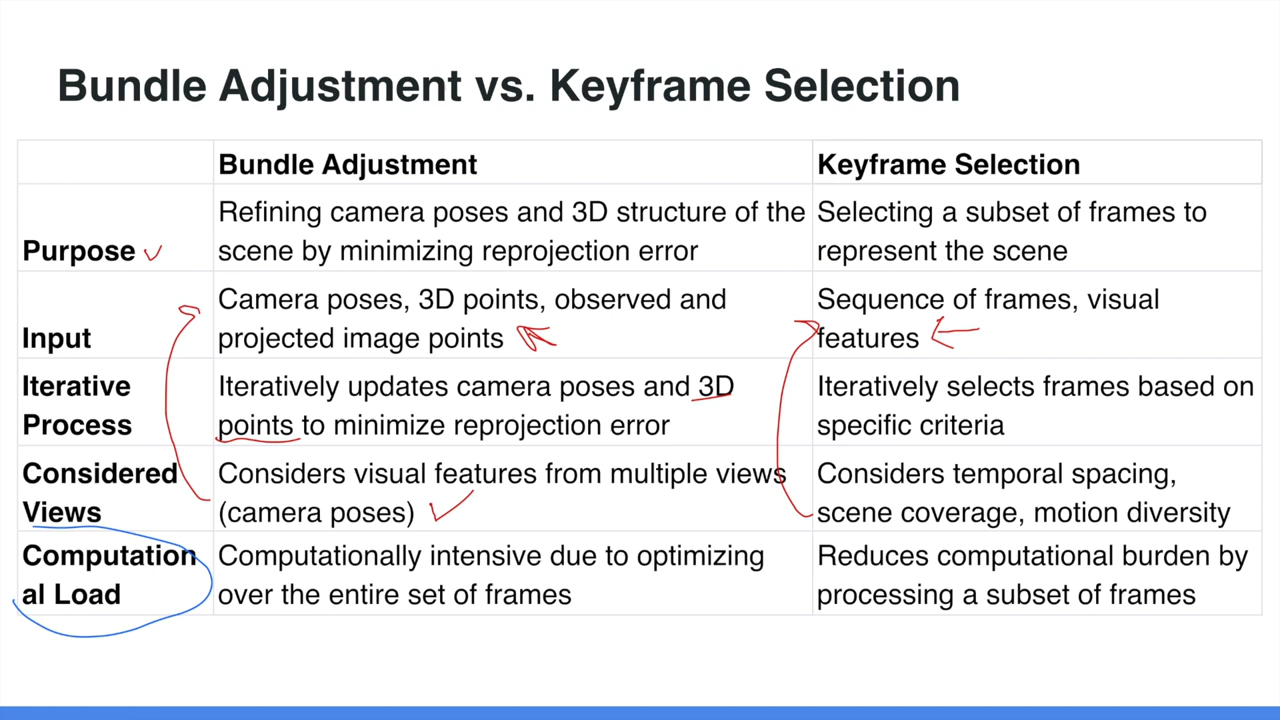 Bundle Adjustment vs. Keyframe Selection
Bundle Adjustment
Keyframe Selection
Purpose
Refining camera poses and 3D structure of the
scene by minimizing reprojection error
Selecting a subset of frames to
represent the scene
Input
Camera poses, 3D points, observed and
projected image points
Sequence of frames, visual
features
Iterative
Process
Iteratively updates camera poses and 3D
points to minimize reprojection error
Iteratively selects frames based on
specific criteria
Considered
Views
Considers visual features from multiple views
(camera poses)
Considers temporal spacing,
scene coverage, motion diversity
Computation
al Load
Computationally intensive due to optimizing
over the entire set of frames
Reduces computational burden by
processing a subset of frames